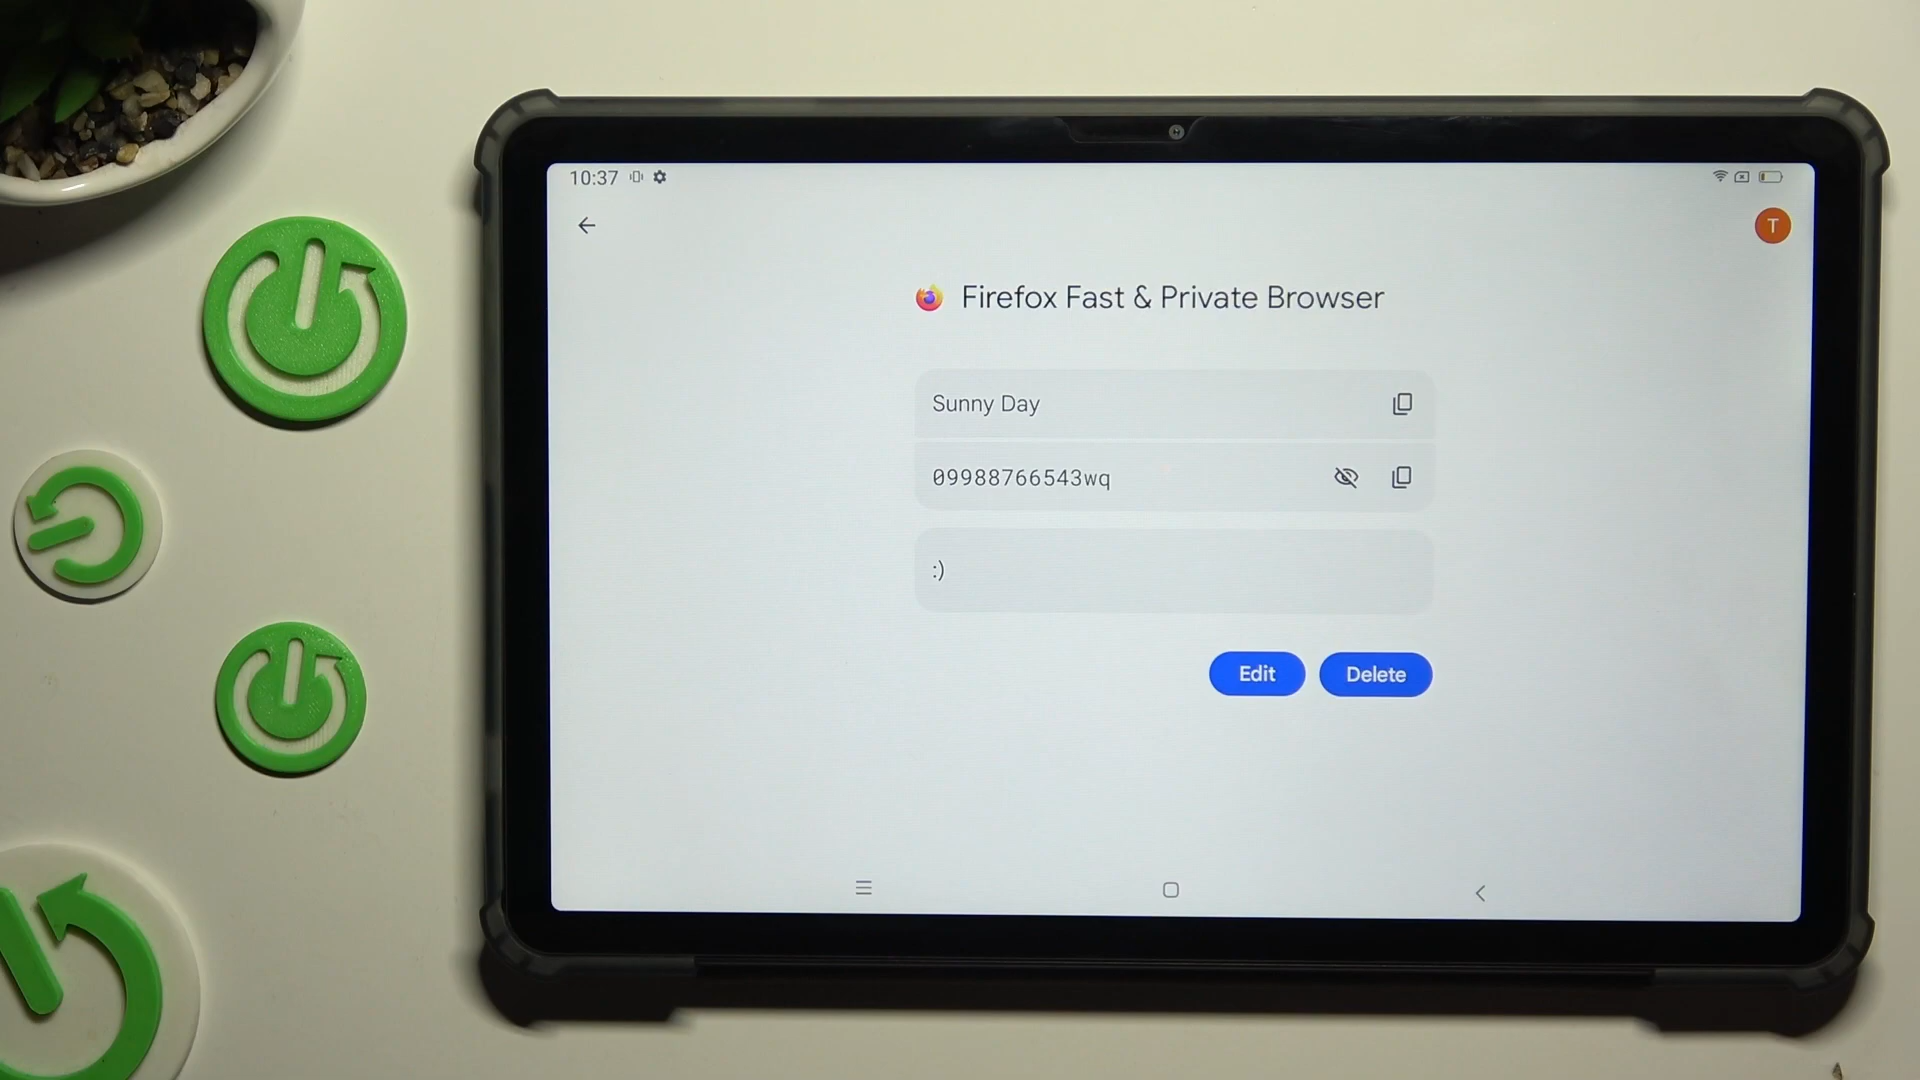 10:37
T
Firefox Fast & Private Browser
Sunny Day
09988766543wq
:)
Edit
Delete